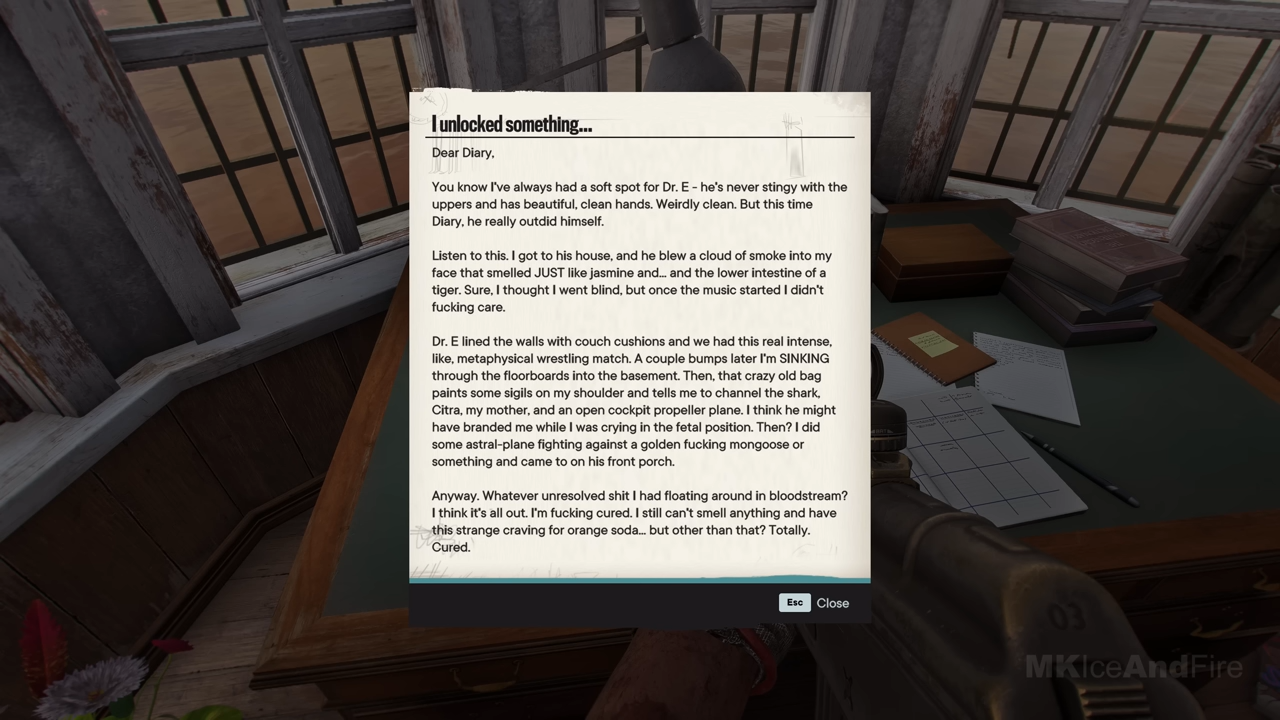 I unlocked something...
Dear Diary,
You know I've always had a soft spot for Dr. E - he's never stingy with the
uppers and has beautiful, clean hands. Weirdly clean. But this time
Diary, he really outdid himself.
Listen to this. I got to his house, and he blew a cloud of smoke into my
face that smelled JUST like jasmine and... and the lower intestine of a
tiger. Sure, I thought I went blind, but once the music started I didn't
fucking care.
Dr. E lined the walls with couch cushions and we had this real intense,
like, metaphysical wrestling match. A couple bumps later I'm SINKING
through the floorboards into the basement. Then, that crazy old bag
paints some sigils on my shoulder and tells me to channel the shark,
Citra, my mother, and an open cockpit propeller plane. I think he might
have branded me while I was crying in the fetal position. Then? I did
some astral-plane fighting against a golden fucking mongoose or
something and came to on his front porch.
Anyway. Whatever unresolved shit I had floating around in bloodstream?
I think it's all out. I'm fucking cured. I still can't smell anything and have
this strange craving for orange soda... but other than that? Totally.
Cured.
Esc Close
03
MKIceAndFire